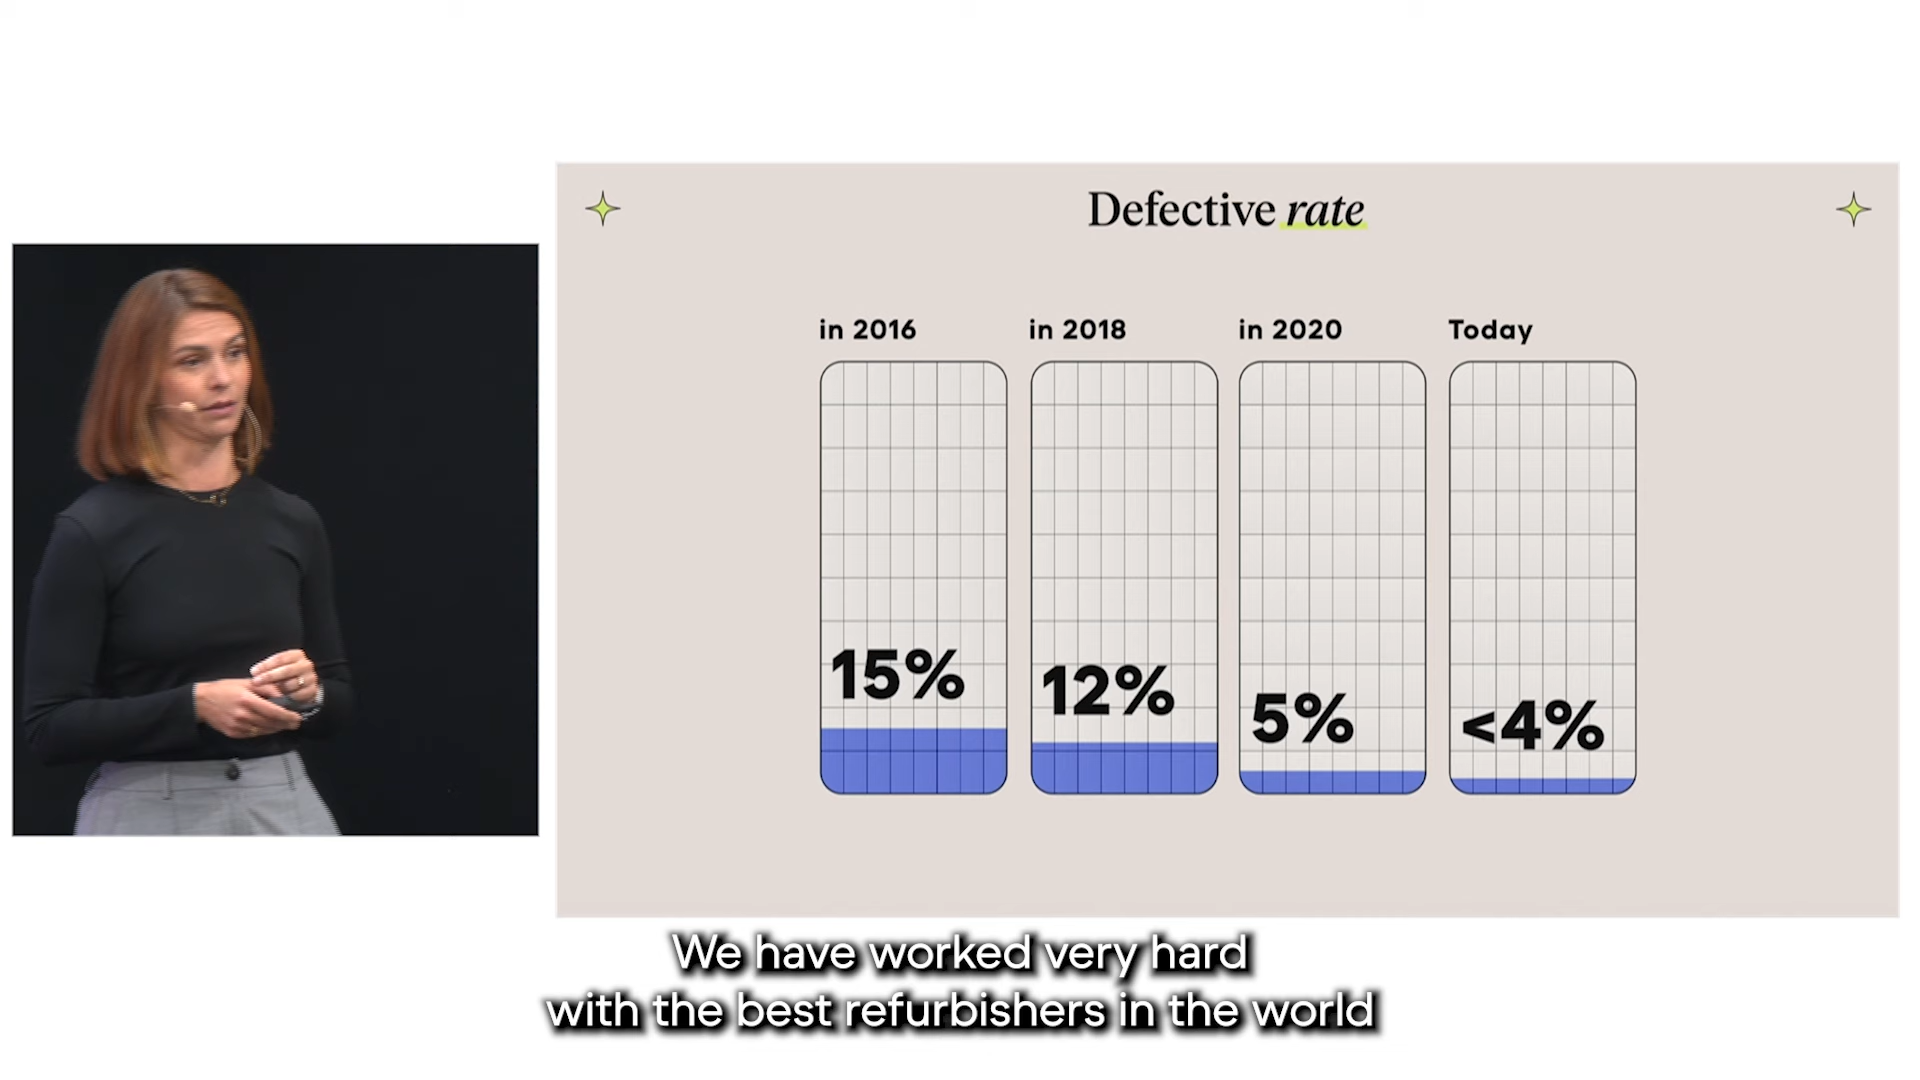 Defective rate
in 2016
in 2018
in 2020
Today
15%
12%
5%
<4%
We have worked very hard
with the best refurbishers in the world